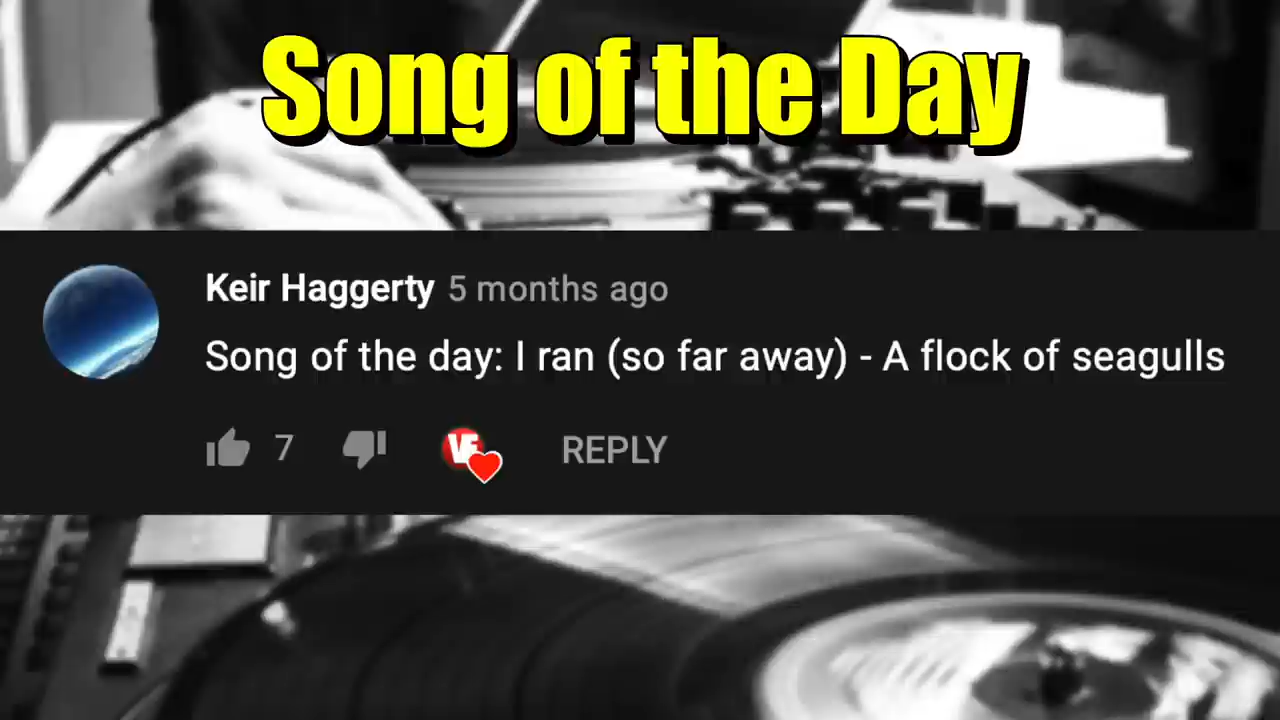 Song of the Day
Keir Haggerty 5 months ago
Song of the day: I ran (so far away) - A flock of seagulls
7 VF REPLY